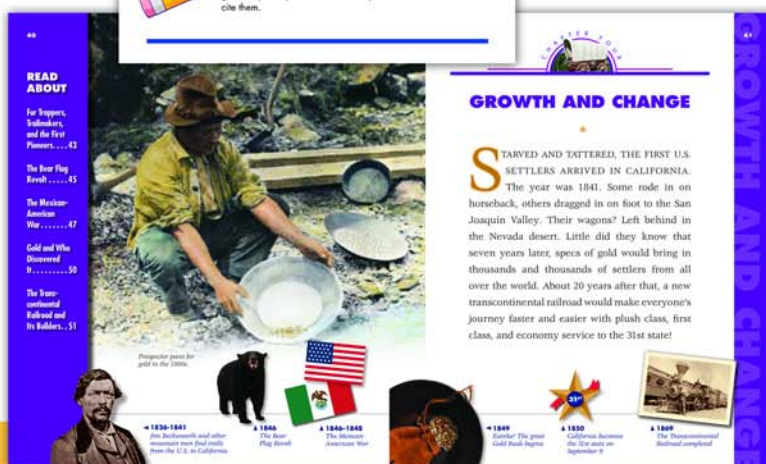 cite them.
40
READ
ABOUT
Fur Trappers,
Trailmakers,
and the First
Pioneers....43
The Bear Flag
Revolt.....45
The Mexican-
American
War.......47
Gold and Who
Discovered
It.........50
The Trans-
continental
Railroad and
Its Builders..51
Prospector pans for
gold in the 1800s
CHAPTER FOUR
GROWTH AND CHANGE
STARVED AND TATTERED, THE FIRST U.S.
SETTLERS ARRIVED IN CALIFORNIA.
The year was 1841. Some rode in on
horseback, others dragged in on foot to the San
Joaquin Valley. Their wagons? Left behind in
the Nevada desert. Little did they know that
seven years later, specs of gold would bring in
thousands and thousands of settlers from all
over the world. About 20 years after that, a new
transcontinental railroad would make everyone's
journey faster and easier with plush class, first
class, and economy service to the 31st state!
41
GROWTH AND CHANGE
1826-1841
Jim Beckwourth and other
mountain men find trails
from the U.S. to California
1846
The Bear
Flag Revolt
1846-1848
The Mexican-
American War
1849
Eureka! The great
Gold Rush begins
31st
1850
California becomes
the 31st state on
September 9
1869
The Transcontinental
Railroad completed